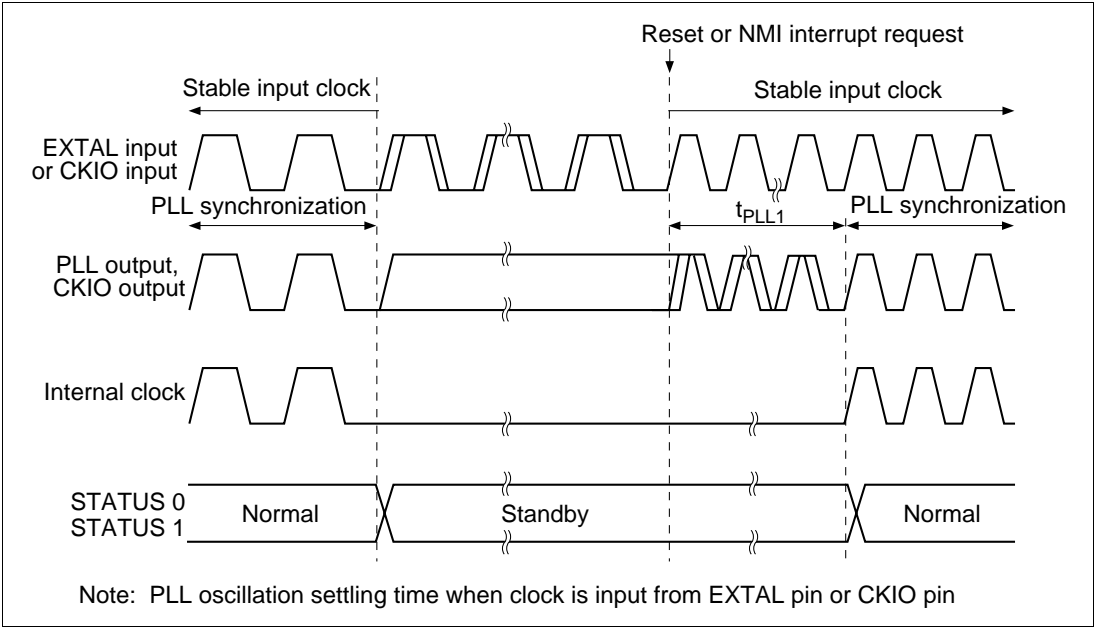 Reset or NMI interrupt request
Stable input clock
Stable input clock
EXTAL input
or CKIO input
PLL synchronization
tPLL1
PLL synchronization
PLL output,
CKIO output
Internal clock
STATUS 0
STATUS 1
Normal
Standby
Normal
Note: PLL oscillation settling time when clock is input from EXTAL pin or CKIO pin